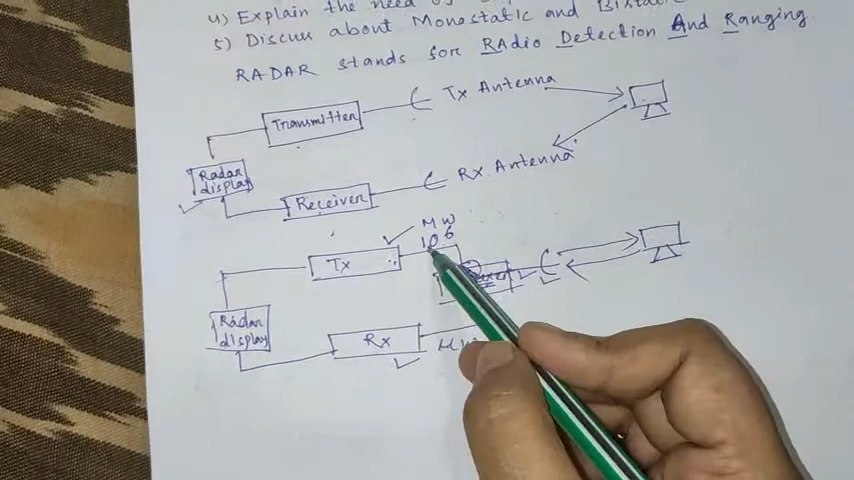 4) Explain the need of
5) Discuss about Monostatic and
RADAR stands for RAdio Detection And Ranging
Transmitter
Tx Antenna
Radar display
Receiver
Rx Antenna
MW
10 6
Tx
Radar display
Rx